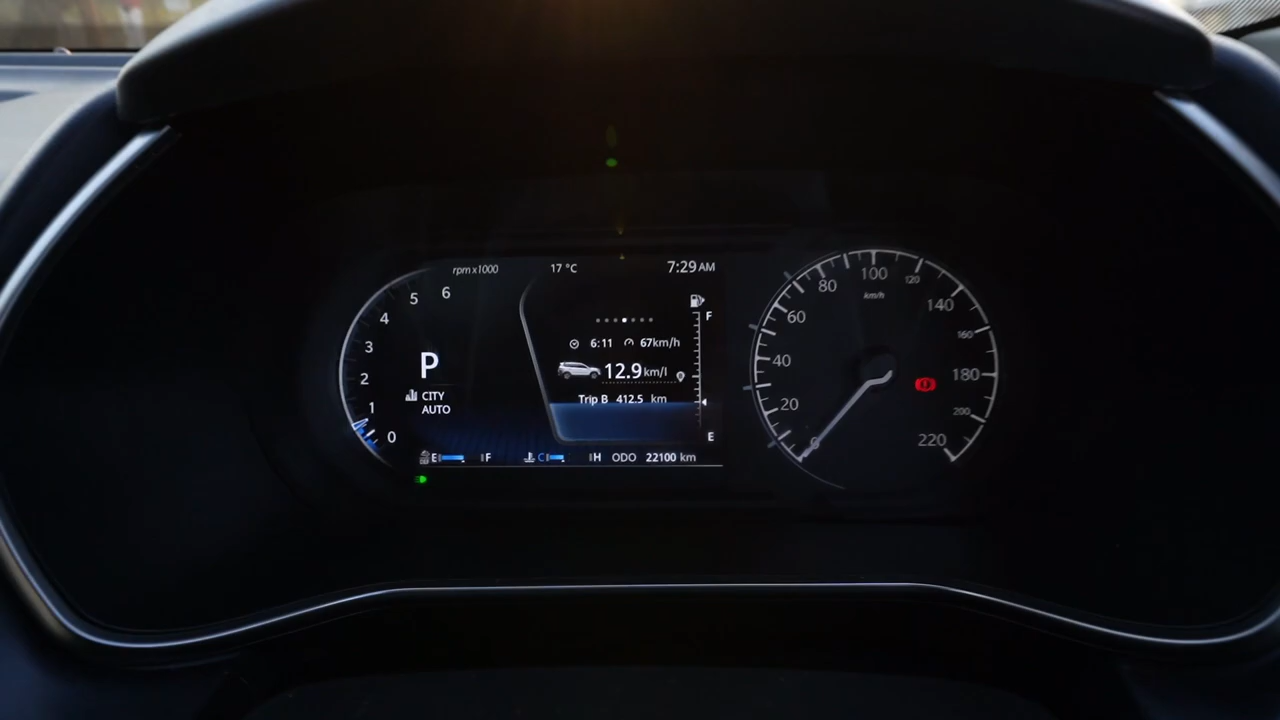 rpm x1000
17 °C
7:29 AM
6
5
4
3
2
1
0
P
CITY
AUTO
6:11 67km/h
12.9 km/l
Trip B 412.5 km
F
E
E F C H ODO 22100 km
0
20
40
60
80
100
120
140
160
180
200
220
km/h